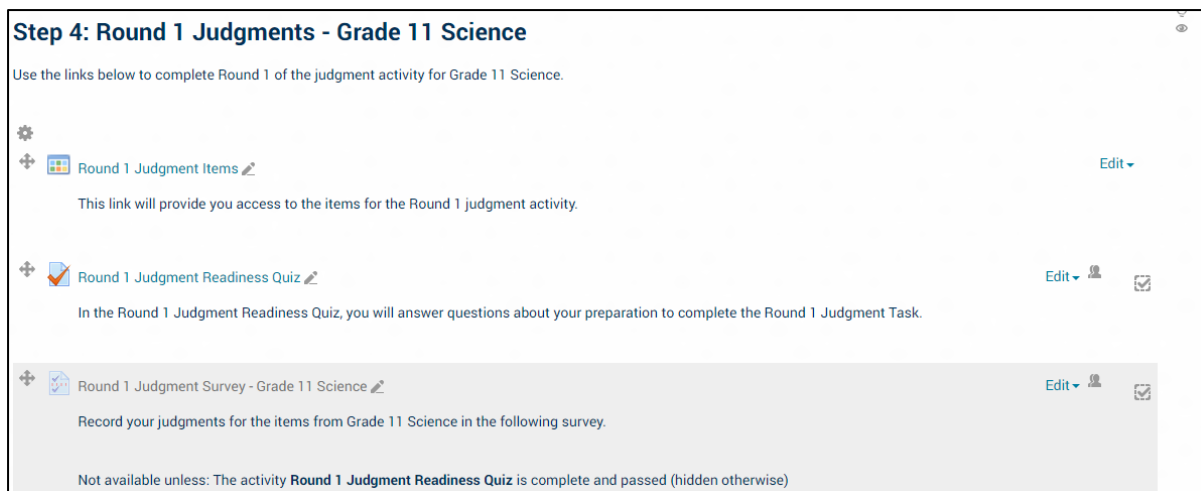 Step 4: Round 1 Judgments - Grade 11 Science
Use the links below to complete Round 1 of the judgment activity for Grade 11 Science.
Round 1 Judgment Items
Edit
This link will provide you access to the items for the Round 1 judgment activity.
Round 1 Judgment Readiness Quiz
Edit
In the Round 1 Judgment Readiness Quiz, you will answer questions about your preparation to complete the Round 1 Judgment Task.
Round 1 Judgment Survey - Grade 11 Science
Edit
Record your judgments for the items from Grade 11 Science in the following survey.
Not available unless: The activity Round 1 Judgment Readiness Quiz is complete and passed (hidden otherwise)